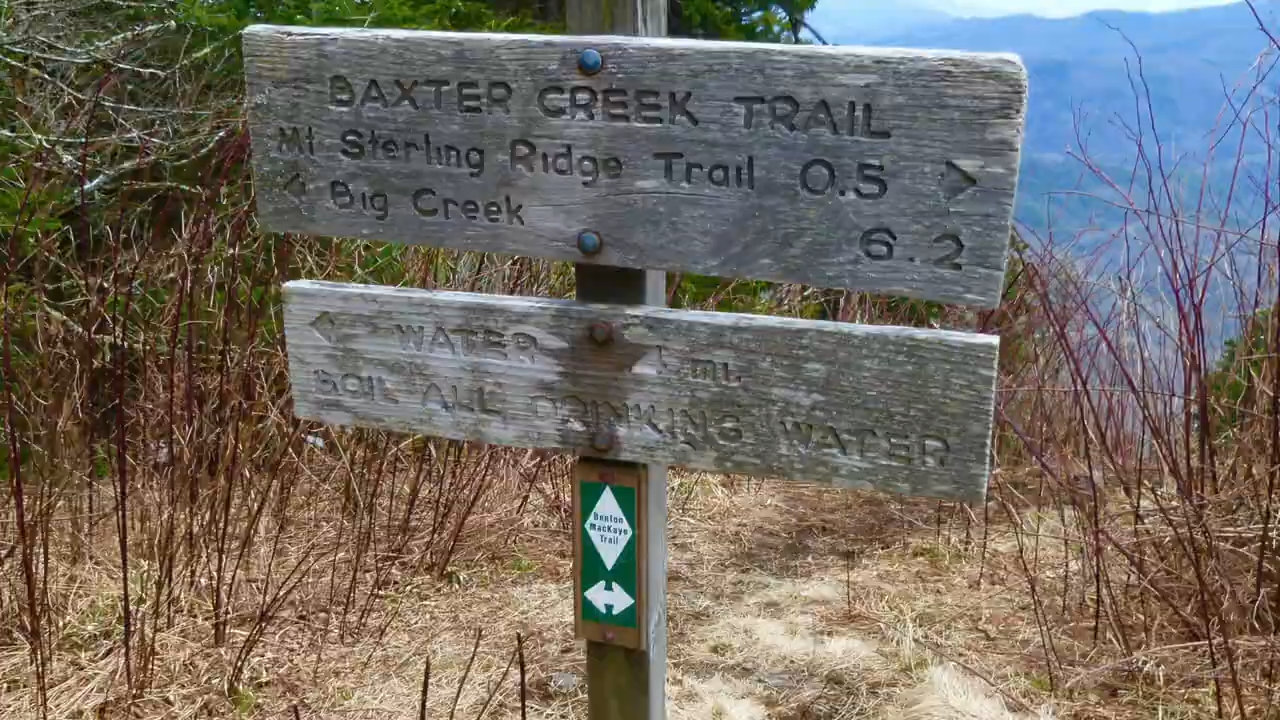 BAXTER CREEK TRAIL
Mt Sterling Ridge Trail 0.5
Big Creek 6.2
WATER mi.
BOIL ALL DRINKING WATER
Benton
MacKaye
Trail